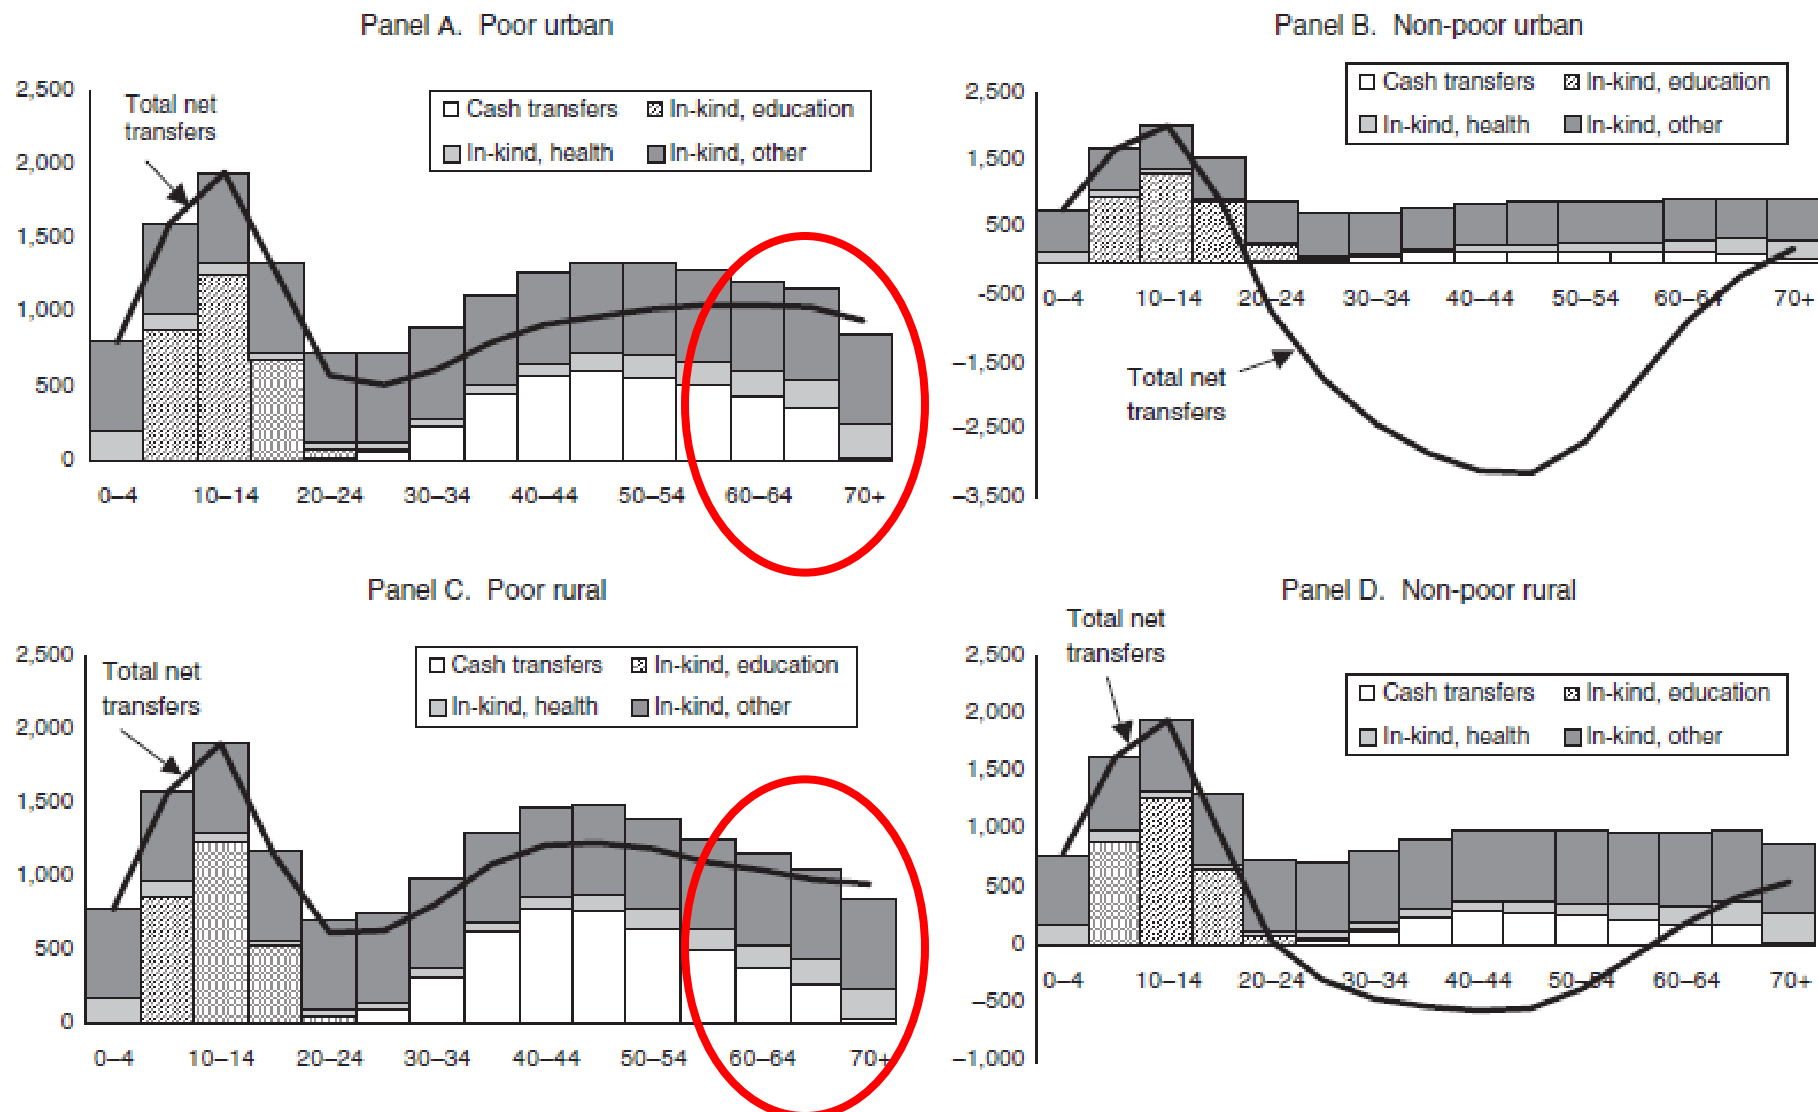 Panel A.  Poor urban
2,500
2,000
1,500
1,000
500
0
Total net
transfers
Cash transfers
In-kind, education
In-kind, health
In-kind, other
0–4
10–14
20–24
30–34
40–44
50–54
60–64
70+
Panel B.  Non-poor urban
2,500
1,500
500
-500
–1,500
–2,500
–3,500
Cash transfers
In-kind, education
In-kind, health
In-kind, other
0–4
10–14
20–24
30–34
40–44
50–54
60–64
70+
Total net
transfers
Panel C.  Poor rural
2,500
2,000
1,500
1,000
500
0
Total net
transfers
Cash transfers
In-kind, education
In-kind, health
In-kind, other
0–4
10–14
20–24
30–34
40–44
50–54
60–64
70+
Panel D.  Non-poor rural
Total net
transfers
2,500
2,000
1,500
1,000
500
0
–500
–1,000
Cash transfers
In-kind, education
In-kind, health
In-kind, other
0–4
10–14
20–24
30–34
40–44
50–54
60–64
70+